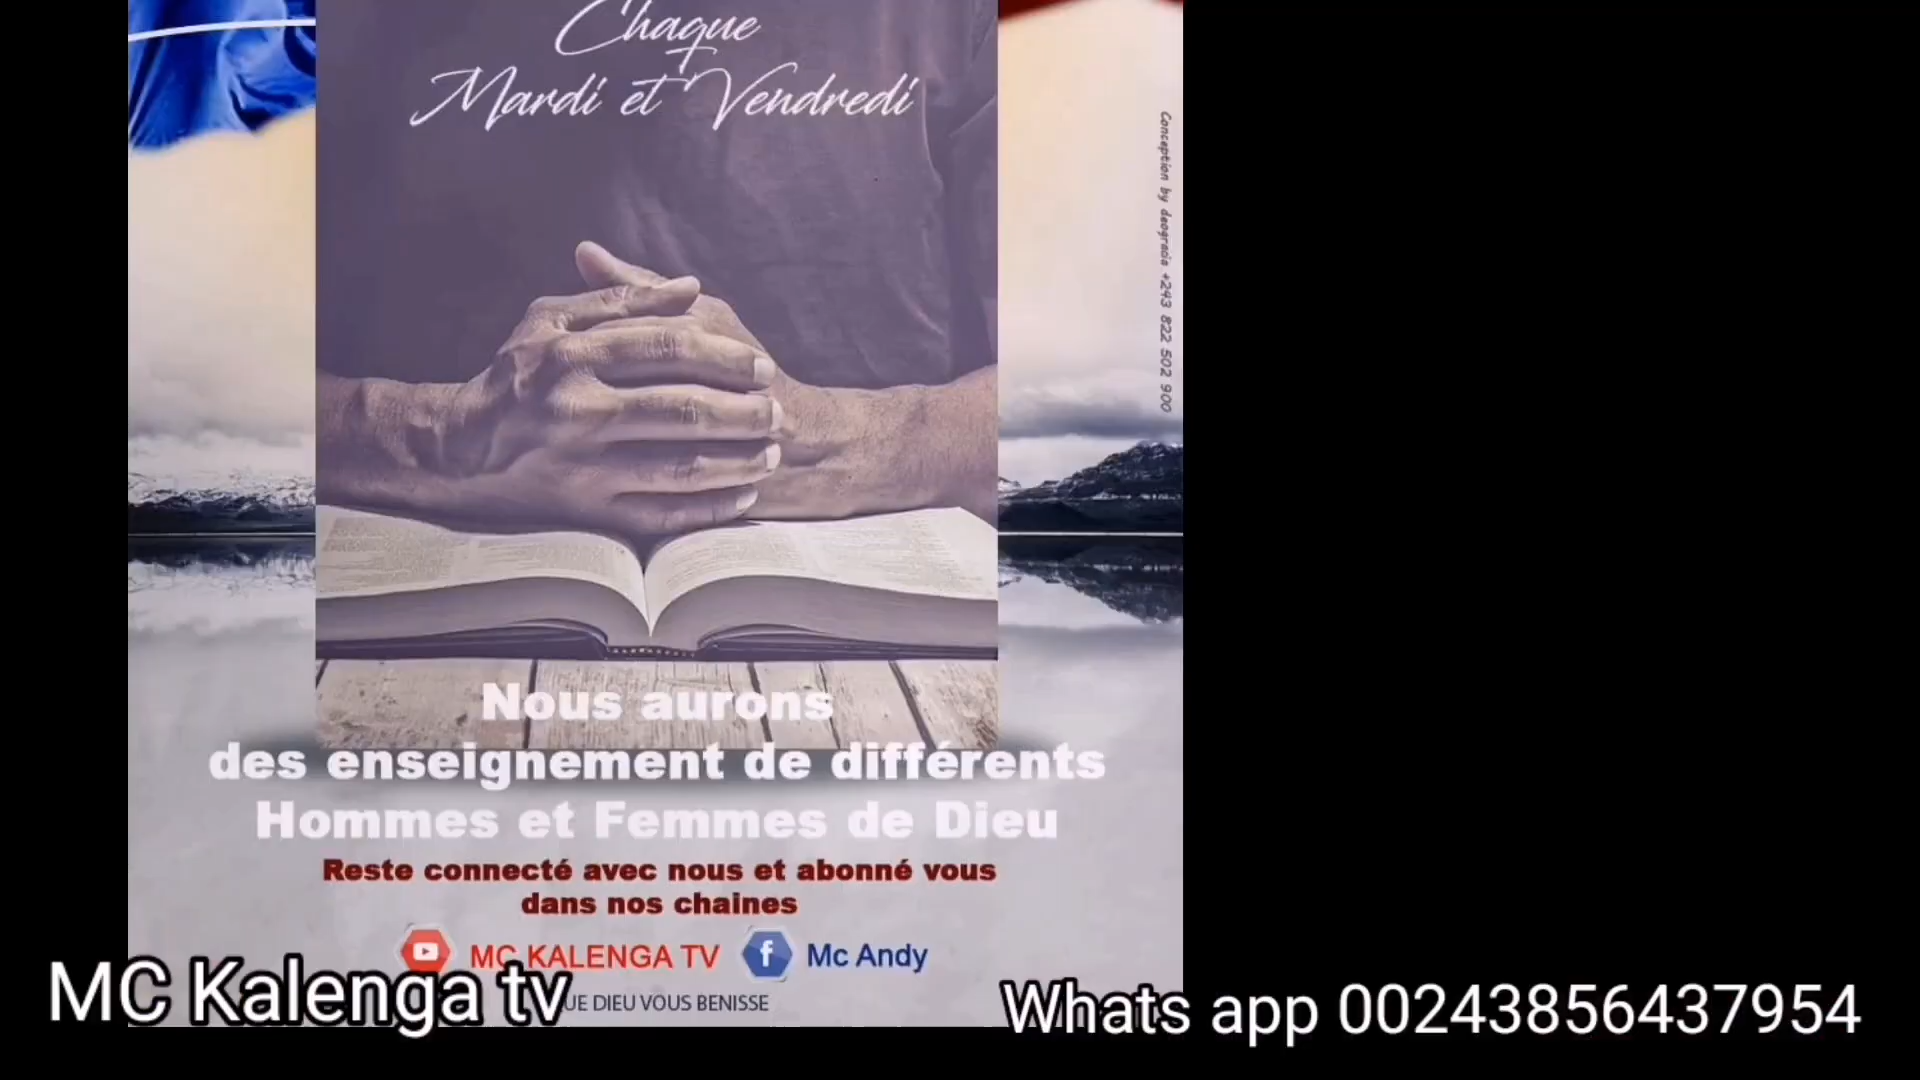 Chaque
Mardi et Vendredi
Conception by deogracia +243 822 502 900
Nous aurons
des enseignement de différents
Hommes et Femmes de Dieu
Reste connecté avec nous et abonné vous
dans nos chaines
MC KALENGA TV
Mc Andy
UE DIEU VOUS BENISSE
MC Kalenga tv
Whats app 00243856437954